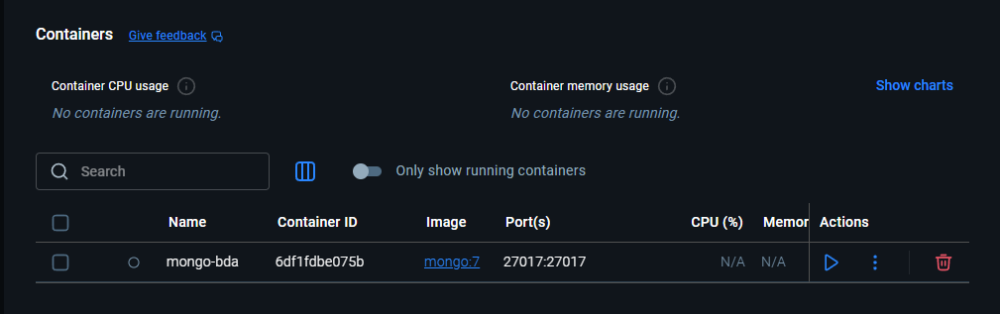 Containers Give feedback
Container CPU usage Container memory usage Show charts
No containers are running. No containers are running.
Search Only show running containers
Name Container ID Image Port(s) CPU (%) Memor Actions
mongo-bda 6df1fdbe075b mongo:7 27017:27017 N/A N/A